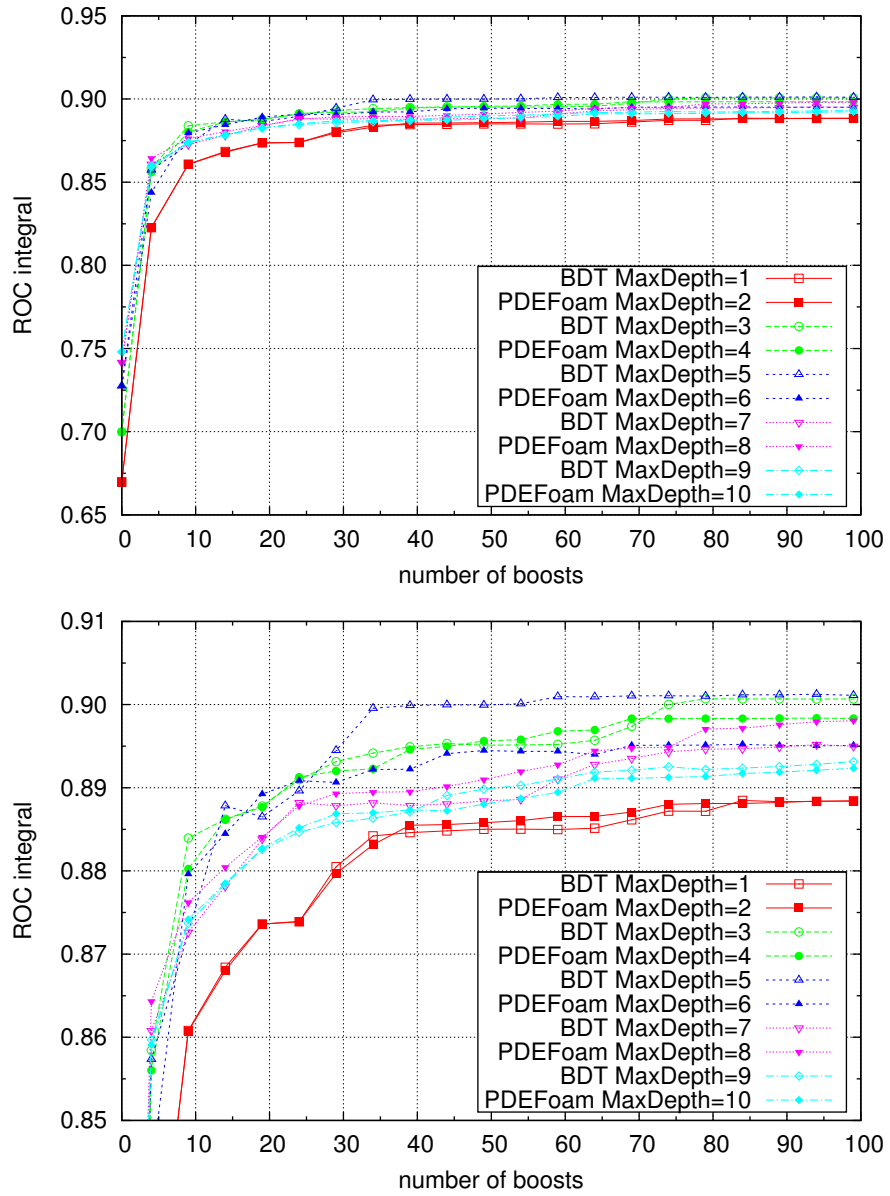 0.95
0.90
0.85
0.80
0.75
0.70
0.65
ROC integral
BDT MaxDepth=1
PDEFoam MaxDepth=2
BDT MaxDepth=3
PDEFoam MaxDepth=4
BDT MaxDepth=5
PDEFoam MaxDepth=6
BDT MaxDepth=7
PDEFoam MaxDepth=8
BDT MaxDepth=9
PDEFoam MaxDepth=10
0 10 20 30 40 50 60 70 80 90 100
number of boosts
0.91
0.90
0.89
0.88
0.87
0.86
0.85
ROC integral
BDT MaxDepth=1
PDEFoam MaxDepth=2
BDT MaxDepth=3
PDEFoam MaxDepth=4
BDT MaxDepth=5
PDEFoam MaxDepth=6
BDT MaxDepth=7
PDEFoam MaxDepth=8
BDT MaxDepth=9
PDEFoam MaxDepth=10
0 10 20 30 40 50 60 70 80 90 100
number of boosts